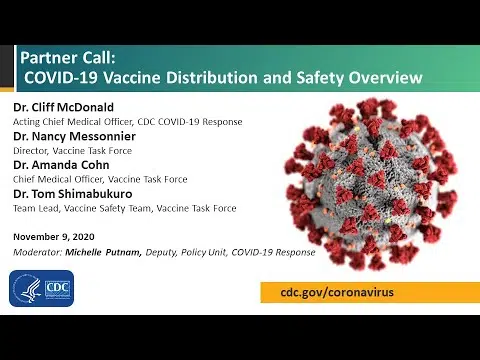 Partner Call:
COVID-19 Vaccine Distribution and Safety Overview
Dr. Cliff McDonald
Acting Chief Medical Officer, CDC COVID-19 Response
Dr. Nancy Messonnier
Director, Vaccine Task Force
Dr. Amanda Cohn
Chief Medical Officer, Vaccine Task Force
Dr. Tom Shimabukuro
Team Lead, Vaccine Safety Team, Vaccine Task Force
November 9, 2020
Moderator: Michelle Putnam, Deputy, Policy Unit, COVID-19 Response
CDC
cdc.gov/coronavirus